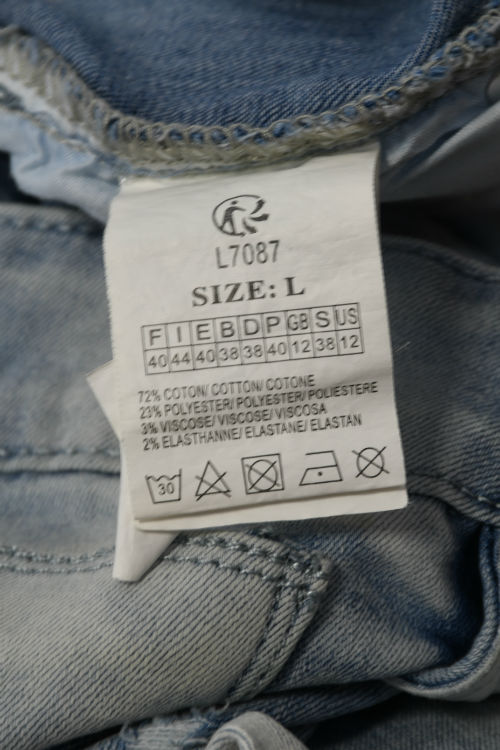 L7087
SIZE: L
F I E B D P GB S US
40 44 40 38 38 40 12 38 12
72% COTON/ COTTON/ COTONE
23% POLYESTER/ POLYESTER/ POLIESTERE
3% VISCOSE/ VISCOSE/ VISCOSA
2% ELASTHANNE/ ELASTANE/ ELASTAN
30